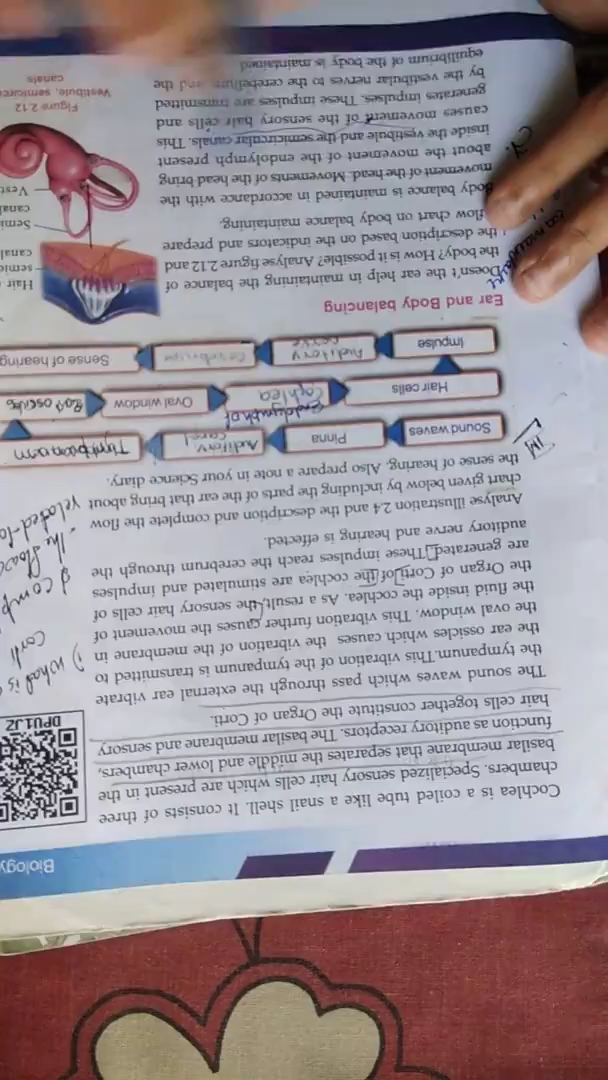 Biology
Cochlea is a coiled tube like a snail shell. It consists of three
chambers. Specialized sensory hair cells which are present in the
basilar membrane that separates the middle and lower chambers,
function as auditory receptors. The basilar membrane and sensory
hair cells together constitute the Organ of Corti.
DPU1JZ
The sound waves which pass through the external ear vibrate
the tympanum. This vibration of the tympanum is transmitted to
the ear ossicles which causes the vibration of the membrane in
the oval window. This vibration further causes the movement of
the fluid inside the cochlea. As a result, the sensory hair cells of
the Organ of Corti of the cochlea are stimulated and impulses
are generated. These impulses reach the cerebrum through the
auditory nerve and hearing is effected.
1) what is
corti
Analyse illustration 2.4 and the description and complete the flow
chart given below by including the parts of the ear that bring about
the sense of hearing. Also prepare a note in your Science diary.
related to
Sound waves
Pinna
Auditory canal
Tympanum
Hair cells
Endolymph of Cochlea
Oval window
Ear ossicles
Impulse
Auditory nerve
Cerebrum
Sense of hearing
Ear and Body balancing
Doesn't the ear help in maintaining the balance of
the body? How is it possible? Analyse figure 2.12 and
the description based on the indicators and prepare
flow chart on body balance maintaining.
Body balance is maintained in accordance with the
movement of the head. Movements of the head bring
about the movement of the endolymph present
inside the vestibule and the semicircular canals. This
causes movement of the sensory hair cells and
generates impulses. These impulses are transmitted
by the vestibular nerves to the cerebellum and the
equilibrium of the body is maintained
Hair
semic
canal
Semi
canal
Vest
Figure 2.12
Vestibule, semicirc
canals